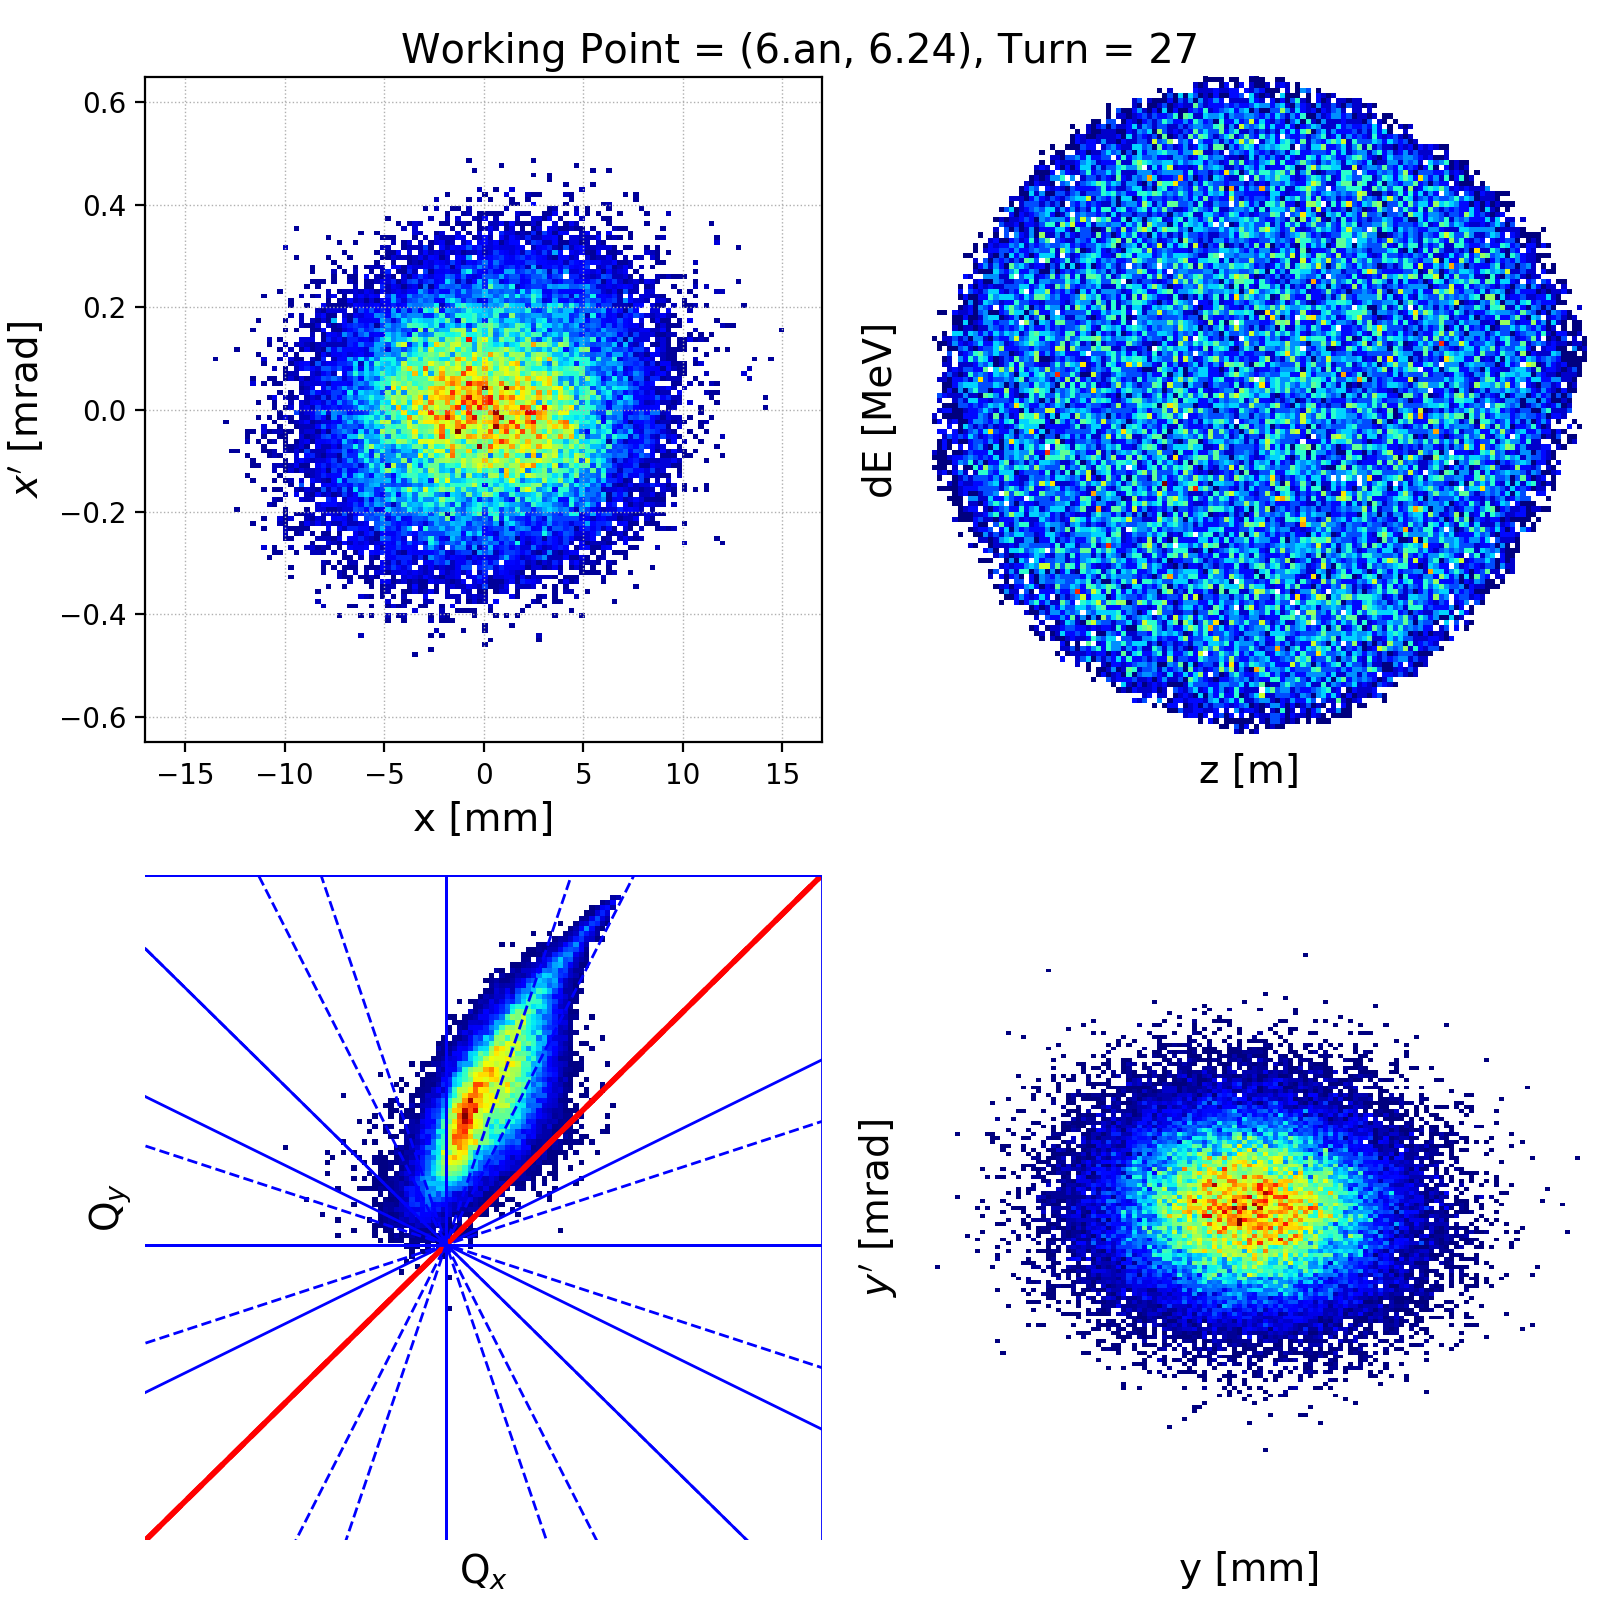 Working Point = (6.an, 6.24), Turn = 27
0.6
0.4
0.2
0.0
−0.2
−0.4
−0.6
x′ [mrad]
−15 −10 −5 0 5 10 15
x [mm]
dE [MeV]
z [m]
Qy
Qx
y′ [mrad]
y [mm]